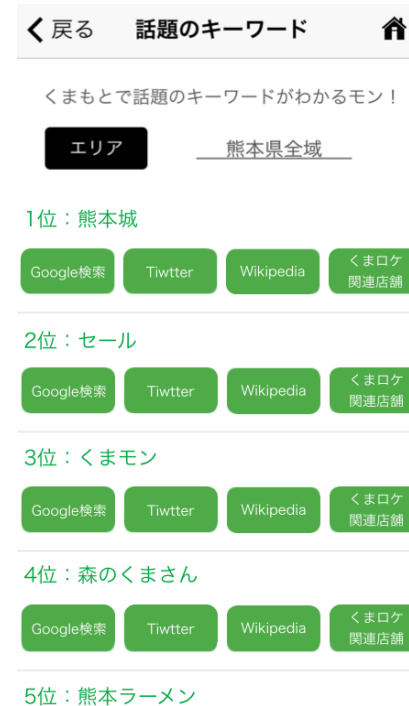 戻る 話題のキーワード
くまもとで話題のキーワードがわかるモン！
エリア 熊本県全域
1位：熊本城
Google検索 Tiwtter Wikipedia くまロケ
関連店舗
2位：セール
Google検索 Tiwtter Wikipedia くまロケ
関連店舗
3位：くまモン
Google検索 Tiwtter Wikipedia くまロケ
関連店舗
4位：森のくまさん
Google検索 Tiwtter Wikipedia くまロケ
関連店舗
5位：熊本ラーメン